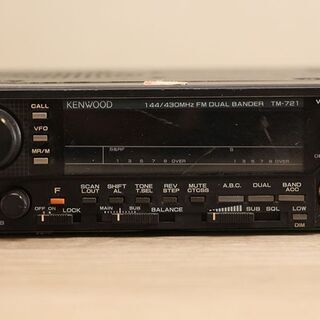 KENWOOD 144/430MHz FM DUAL BANDER TM-721
CALL
VFO
MR/M
S&RF
1 3 5 7 9 OVER
S
1 3 5 7 9 OVER
F
SCAN L.OUT
SHIFT AL
TONE T.SEL
REV STEP
MUTE CTCSS
A.B.C.
DUAL
BAND ACC
OFF ON LOCK
MAIN SUB BALANCE
SUB SQL
LOW
DIM